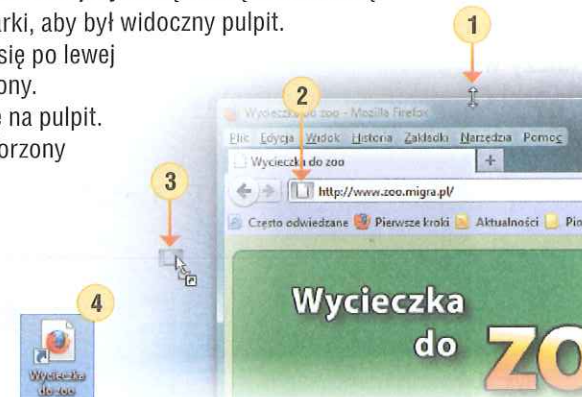 arki, aby był widoczny pulpit.
się po lewej
ony.
e na pulpit.
orzony
1
2
3
4
Wycieczka do zoo - Mozilla Firefox
Plik Edycja Widok Historia Zakładki Narzędzia Pomoc
Wycieczka do zoo
+
http://www.zoo.migra.pl/
Często odwiedzane Pierwsze kroki Aktualności
Wycieczka
do ZO
Wycieczka
do zoo